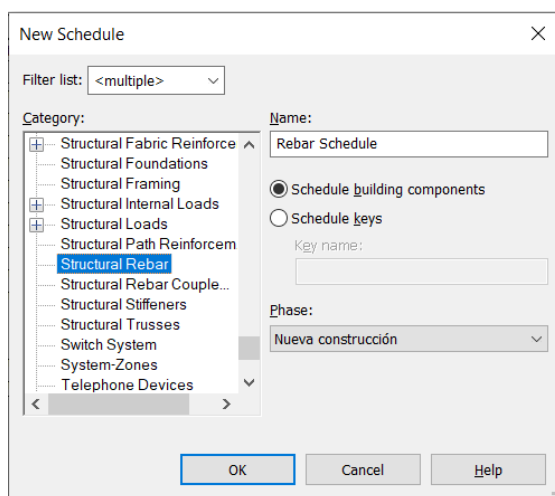 New Schedule
Filter list: <multiple>
Category:
Structural Fabric Reinforce
Structural Foundations
Structural Framing
Structural Internal Loads
Structural Loads
Structural Path Reinforcem
Structural Rebar
Structural Rebar Couple...
Structural Stiffeners
Structural Trusses
Switch System
System-Zones
Telephone Devices
Name:
Rebar Schedule
Schedule building components
Schedule keys
Key name:
Phase:
Nueva construcción
OK Cancel Help